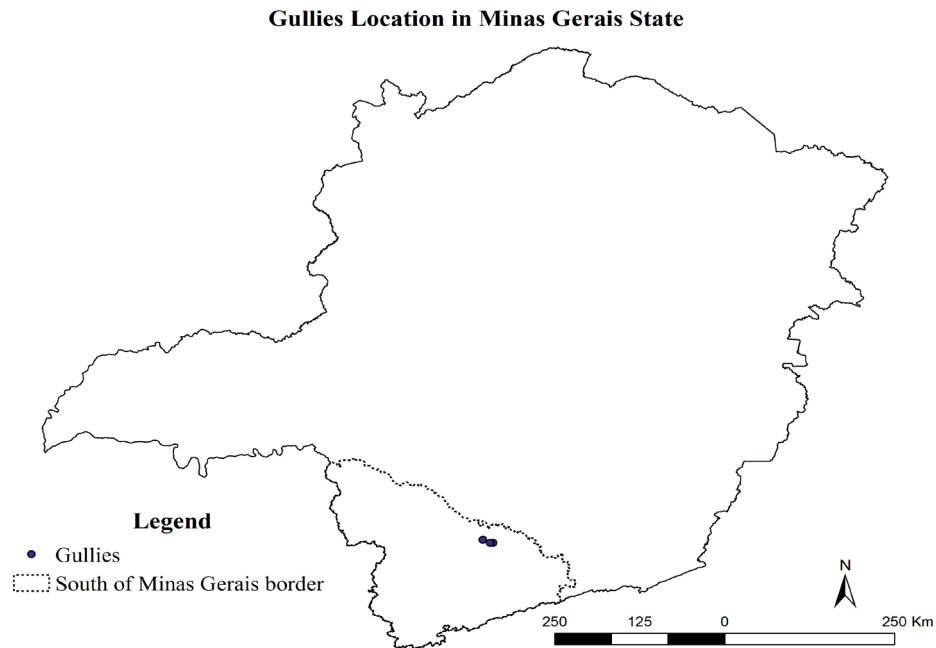 Gullies Location in Minas Gerais State
Legend
Gullies
South of Minas Gerais border
N
250 125 0 250 Km